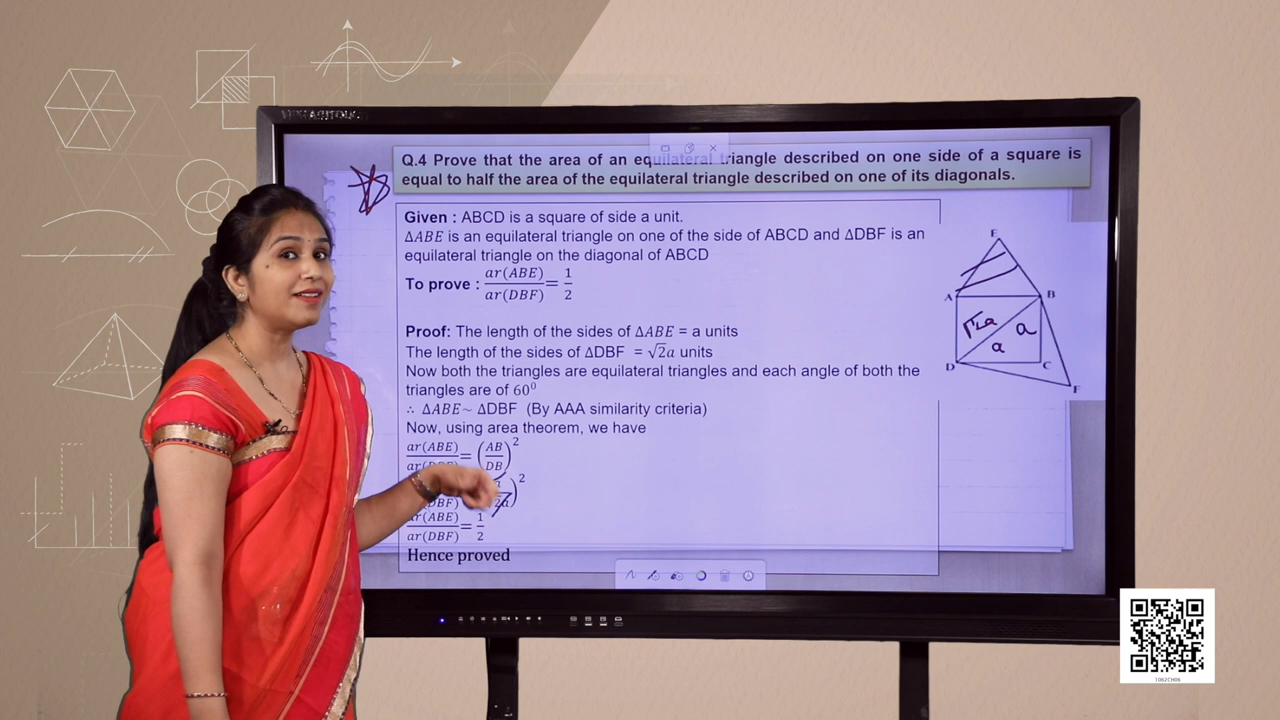 Q.4 Prove that the area of an equilateral triangle described on one side of a square is
equal to half the area of the equilateral triangle described on one of its diagonals.
Given : ABCD is a square of side a unit.
ΔABE is an equilateral triangle on one of the side of ABCD and ΔDBF is an
equilateral triangle on the diagonal of ABCD
To prove : ar(ABE)/ar(DBF) = 1/2
Proof: The length of the sides of ΔABE = a units
The length of the sides of ΔDBF = √2a units
Now both the triangles are equilateral triangles and each angle of both the
triangles are of 60⁰
∴ ΔABE~ ΔDBF (By AAA similarity criteria)
Now, using area theorem, we have
ar(ABE)/ar(DBF) = (AB/DB)²
DBF) 2a)²
ar(ABE)/ar(DBF) = 1/2
Hence proved
E
A
B
√2a
a
a
D
C
F
1062CH06